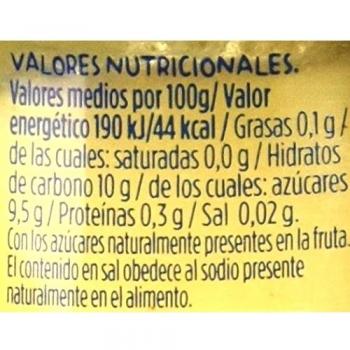 VALORES NUTRICIONALES.
Valores medios por 100g/ Valor
energético 190 kJ/44 kcal / Grasas 0,1 g /
de las cuales: saturadas 0,0 g / Hidratos
de carbono 10 g / de los cuales: azúcares
9,5 g / Proteínas 0,3 g / Sal 0,02 g.
Con los azúcares naturalmente presentes en la fruta.
El contenido en sal obedece al sodio presente
naturalmente en el alimento.